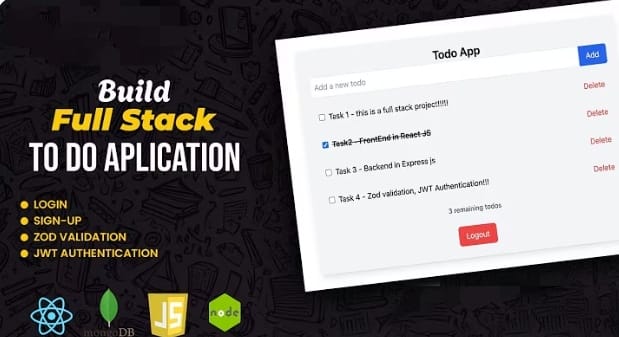 Build
Full Stack
TO DO APLICATION
LOGIN
SIGN-UP
ZOD VALIDATION
JWT AUTHENTICATION
mongoDB
JS
node
Todo App
Add a new todo
Add
Task 1 - this is a full stack project!!!!!
Delete
Task2 - FrontEnd in React JS
Delete
Task 3 - Backend in Express js
Delete
Task 4 - Zod validation, JWT Authentication!!!
Delete
3 remaining todos
Logout